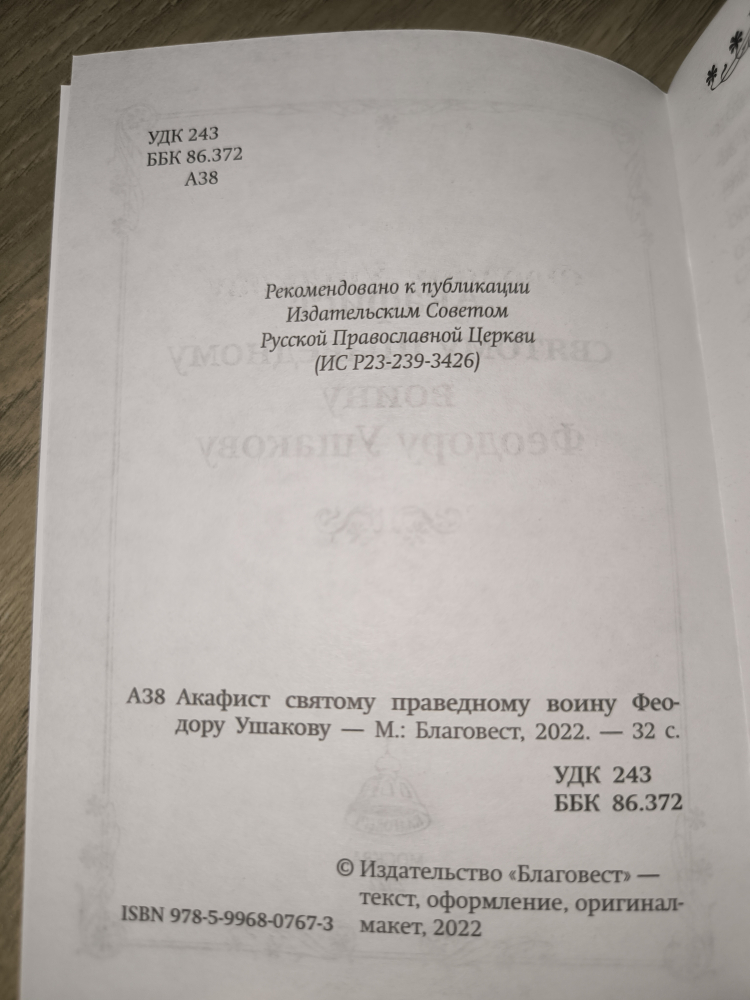 УДК 243
ББК 86.372
А38
Рекомендовано к публикации
Издательским Советом
Русской Православной Церкви
(ИС Р23-239-3426)
А38 Акафист святому праведному воину Фео-
дору Ушакову — М.: Благовест, 2022. — 32 с.
УДК 243
ББК 86.372
© Издательство «Благовест» —
текст, оформление, оригинал-
макет, 2022
ISBN 978-5-9968-0767-3